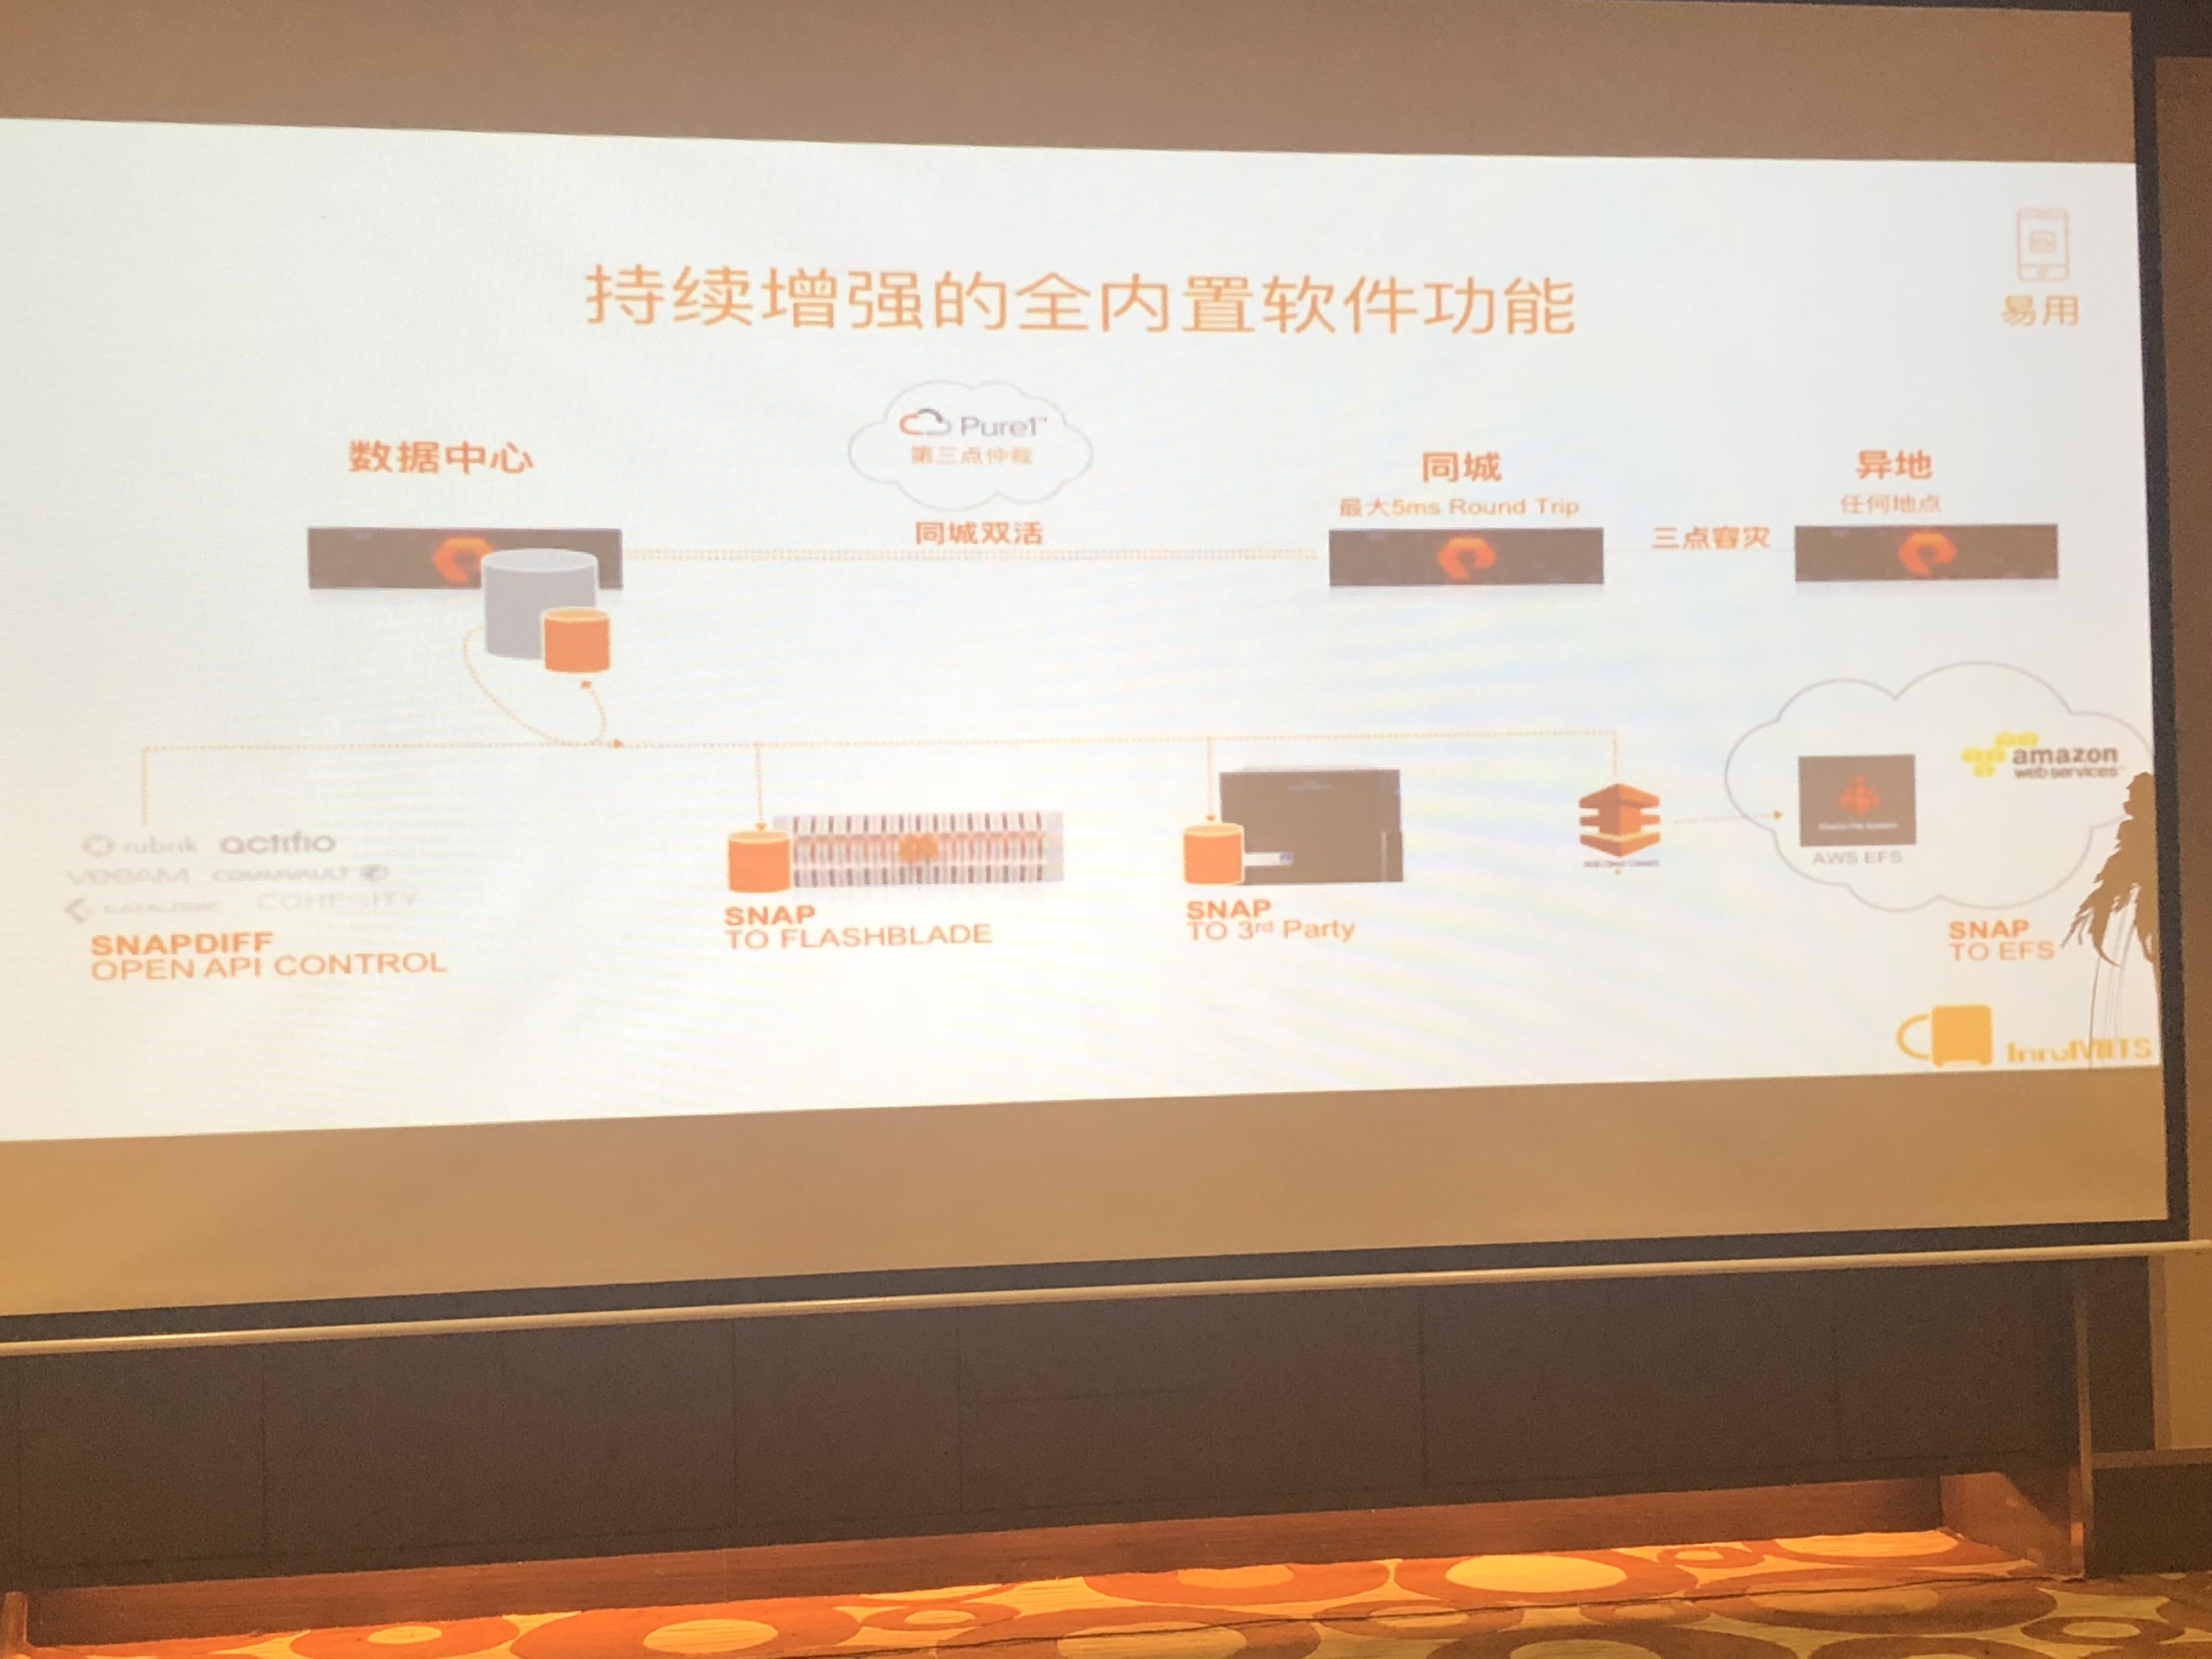 持续增强的全内置软件功能
易用
数据中心
Pure1
第三点仲裁
同城双活
同城
最大5ms Round Trip
三点容灾
异地
任何地点
rubrik actifio
veeam COMMVAULT
CATALOGIC COHESITY
SNAPDIFF
OPEN API CONTROL
SNAP
TO FLASHBLADE
SNAP
TO 3rd Party
amazon
web services
AWS EFS
SNAP
TO EFS